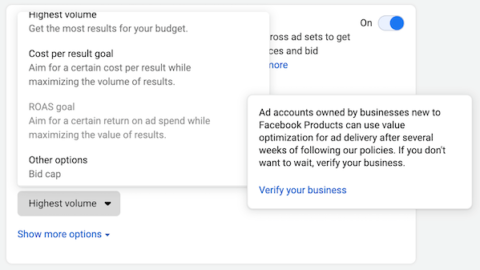 Highest volume
Get the most results for your budget.
Cost per result goal
Aim for a certain cost per result while
maximizing the volume of results.
ROAS goal
Aim for a certain return on ad spend while
maximizing the value of results.
Other options
Bid cap
On
ross ad sets to get
ces and bid
more
Ad accounts owned by businesses new to
Facebook Products can use value
optimization for ad delivery after several
weeks of following our policies. If you don't
want to wait, verify your business.
Verify your business
Highest volume
Show more options